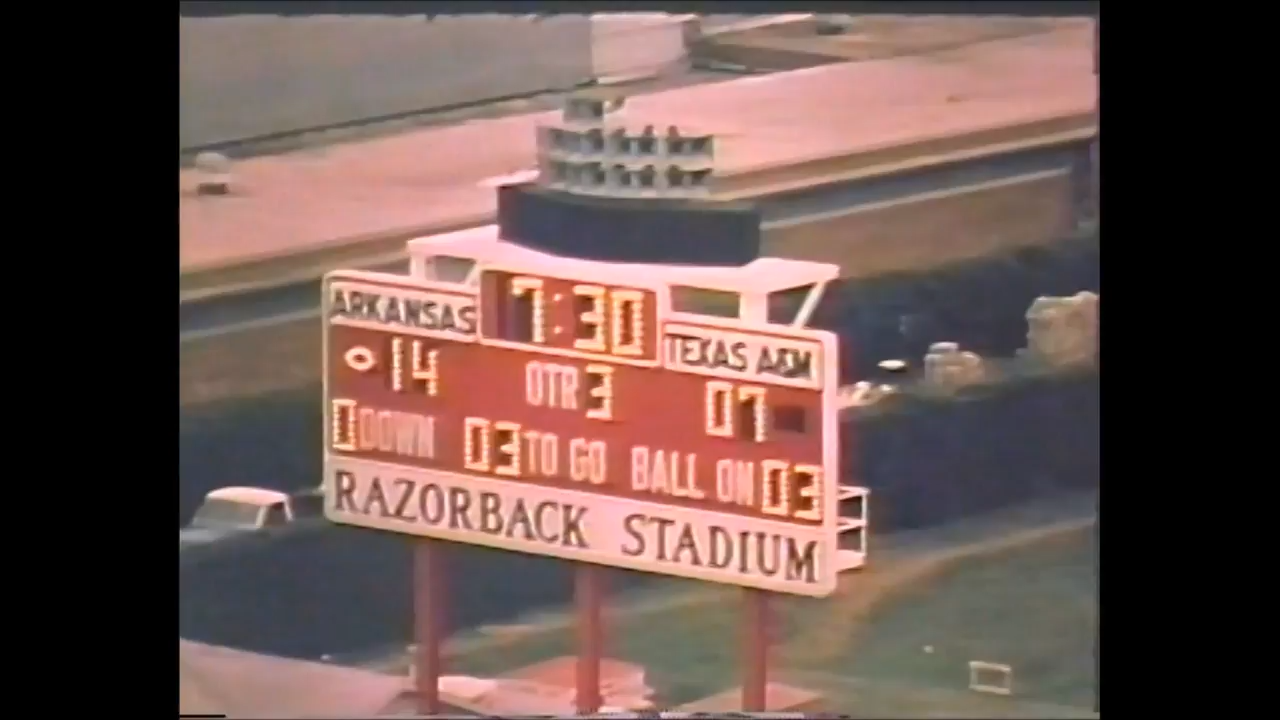 7:30
ARKANSAS
TEXAS A&M
14 QTR 3 07
0 DOWN 03 TO GO BALL ON 03
RAZORBACK STADIUM